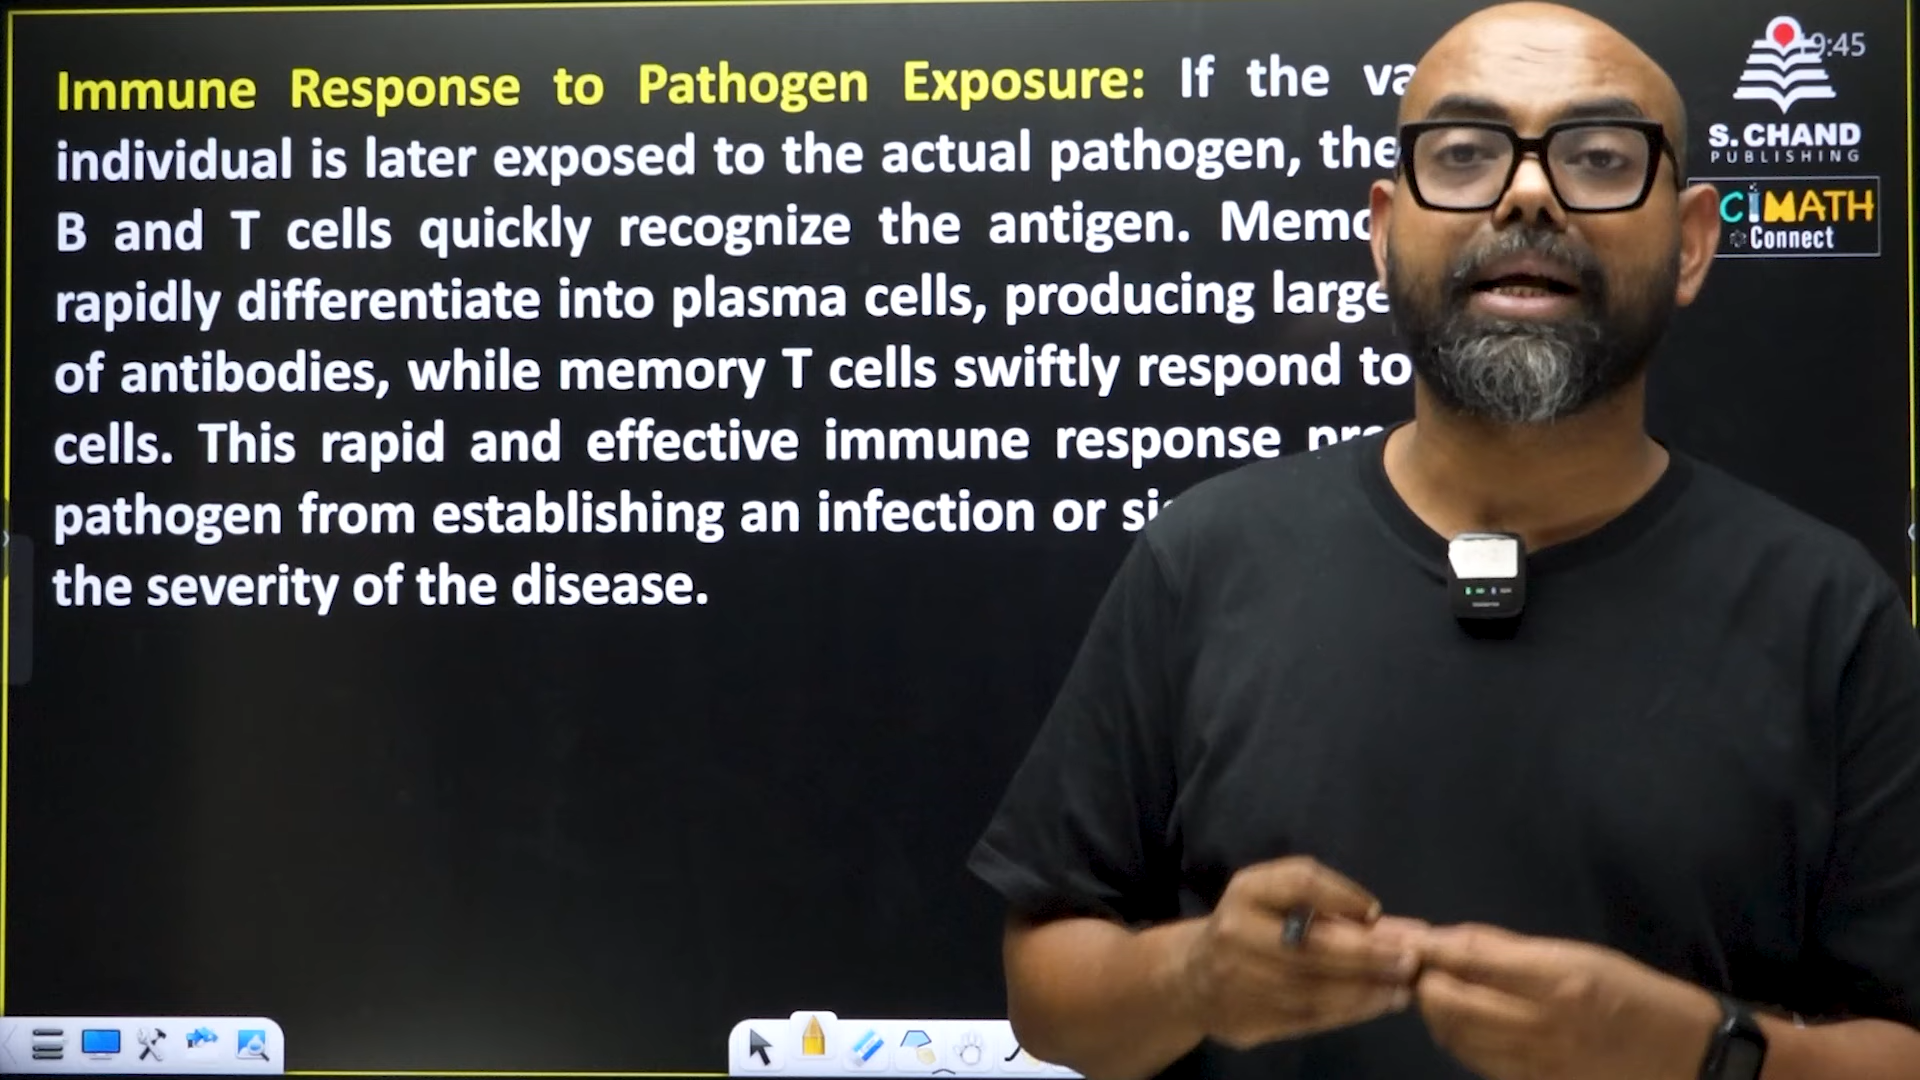 Immune Response to Pathogen Exposure: If the
individual is later exposed to the actual pathogen, the
B and T cells quickly recognize the antigen.
rapidly differentiate into plasma cells, producing large
of antibodies, while memory T cells swiftly respond to
cells. This rapid and effective immune response
pathogen from establishing an infection or
the severity of the disease.
9:45
S. CHAND
PUBLISHING
CIMATH
Connect